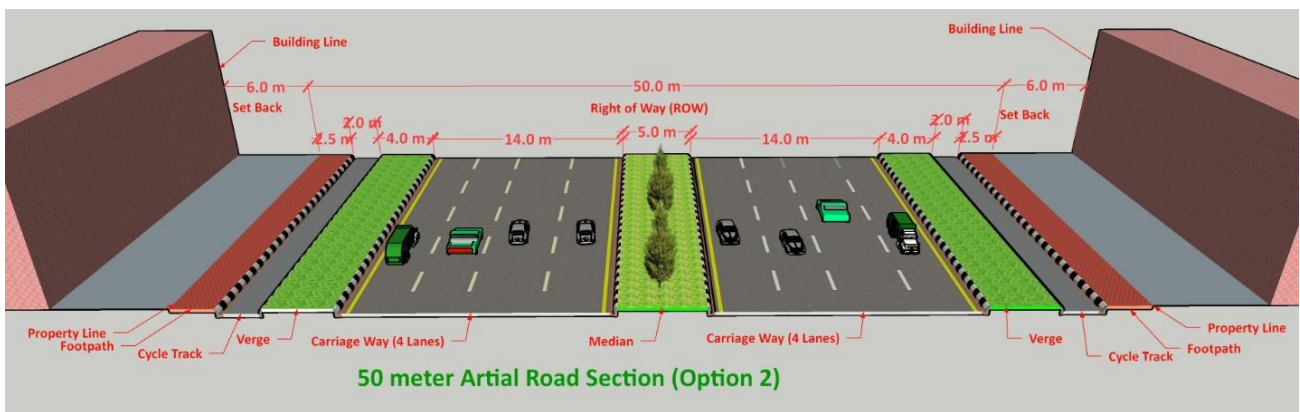 Building Line
Building Line
6.0 m
50.0 m
6.0 m
Set Back
Right of Way (ROW)
Set Back
2.0 m
2.0 m
2.5 m
4.0 m
14.0 m
5.0 m
14.0 m
4.0 m
2.5 m
Property Line
Footpath
Cycle Track
Verge
Carriage Way (4 Lanes)
Median
Carriage Way (4 Lanes)
Verge
Cycle Track
Footpath
Property Line
50 meter Artial Road Section (Option 2)